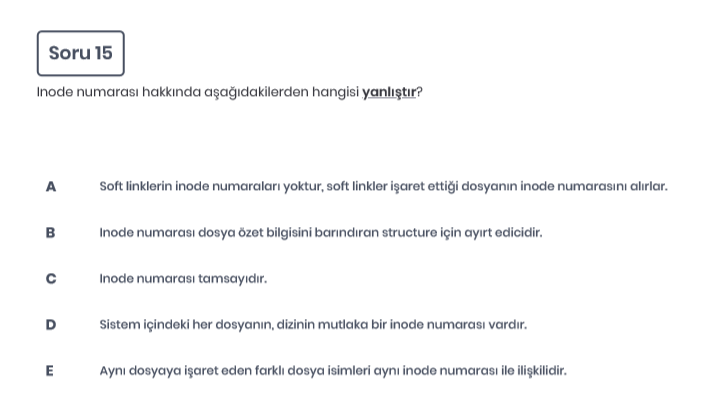 Soru 15
Inode numarası hakkında aşağıdakilerden hangisi yanlıştır?
A Soft linklerin inode numaraları yoktur, soft linkler işaret ettiği dosyanın inode numarasını alırlar.
B Inode numarası dosya özet bilgisini barındıran structure için ayırt edicidir.
C Inode numarası tamsayıdır.
D Sistem içindeki her dosyanın, dizinin mutlaka bir inode numarası vardır.
E Aynı dosyaya işaret eden farklı dosya isimleri aynı inode numarası ile ilişkilidir.